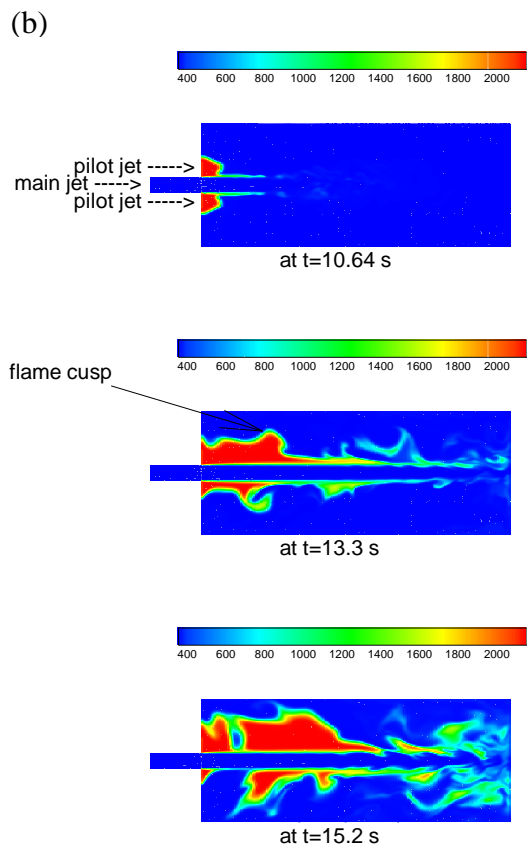 (b)
400 600 800 1000 1200 1400 1600 1800 2000
pilot jet ----->
main jet ----->
pilot jet ----->
at t=10.64 s
400 600 800 1000 1200 1400 1600 1800 2000
flame cusp
at t=13.3 s
400 600 800 1000 1200 1400 1600 1800 2000
at t=15.2 s